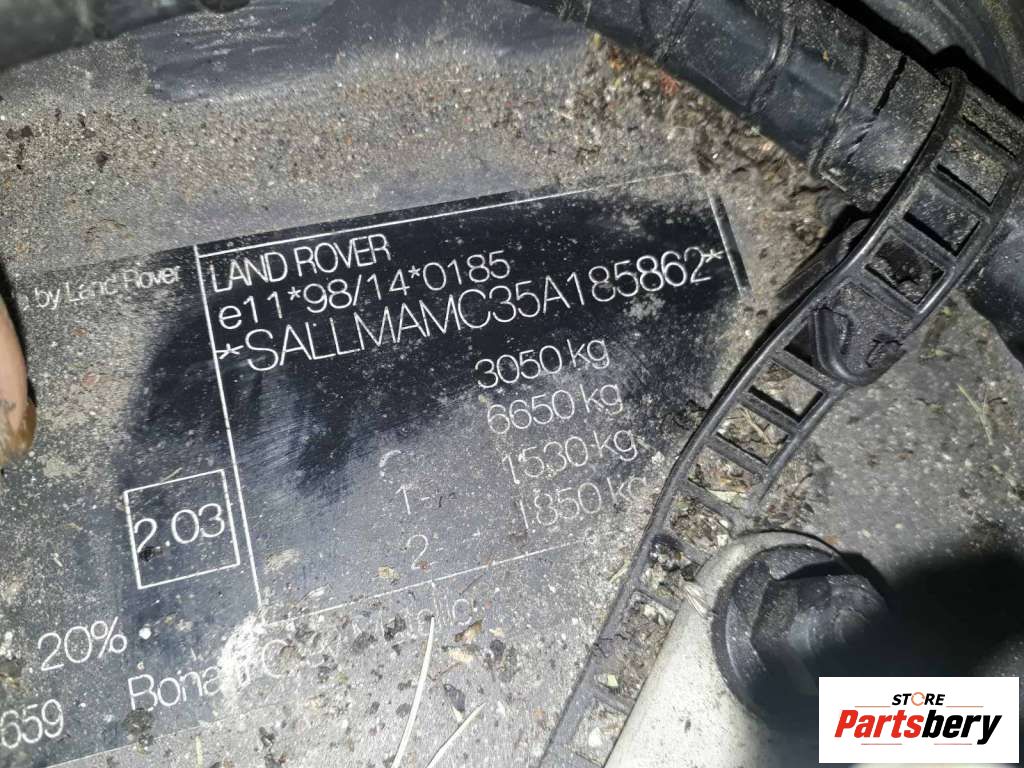 by Land Rover
LAND ROVER
e11*98/14*0185
*SALLMAMC35A185862*
3050 kg
6650 kg
1- 1530 kg
2- 1850 kg
2.03
20%
659
STORE
Partsbery